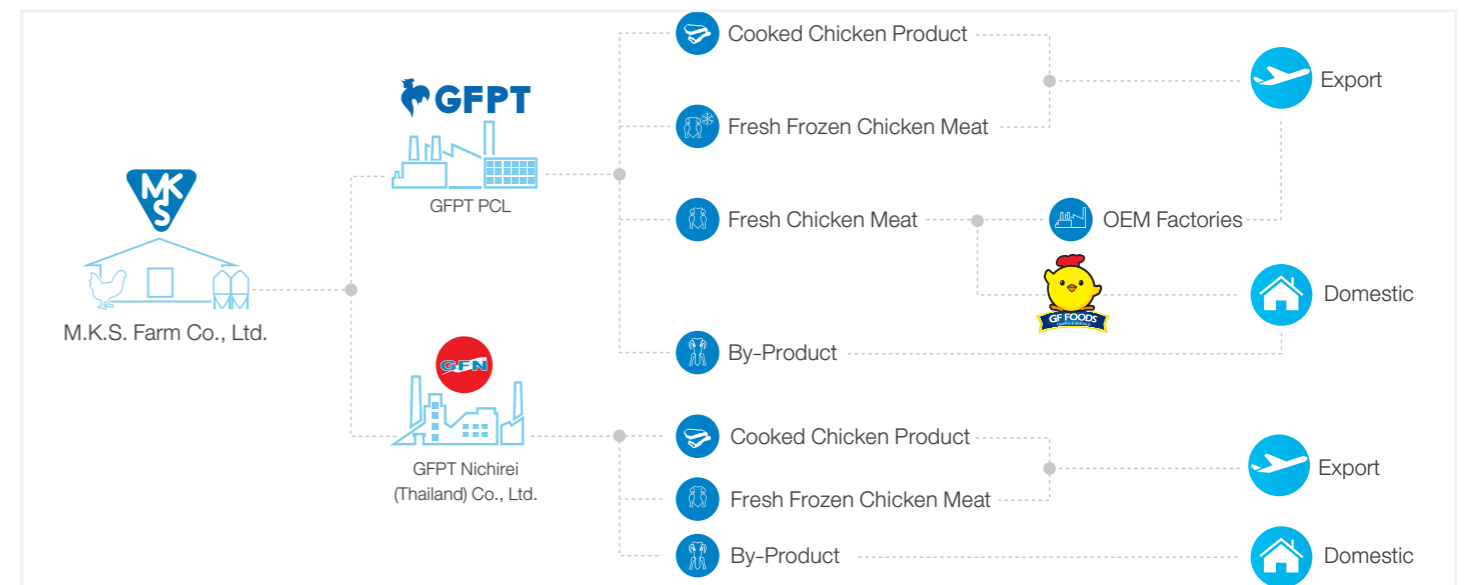 Cooked Chicken Product
GFPT
Export
Fresh Frozen Chicken Meat
MKS
GFPT PCL
Fresh Chicken Meat
OEM Factories
GF FOODS
Domestic
M.K.S. Farm Co., Ltd.
By-Product
GFN
Cooked Chicken Product
GFPT Nichirei
(Thailand) Co., Ltd.
Export
Fresh Frozen Chicken Meat
By-Product
Domestic